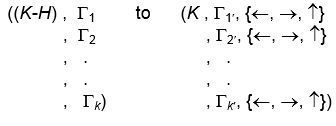 ((K-H) , Γ₁ to (K , Γ₁′, {←, →, ↑}
, Γ₂ , Γ₂′, {←, →, ↑}
, . , .
, . , .
, Γₖ) , Γₖ′, {←, →, ↑})